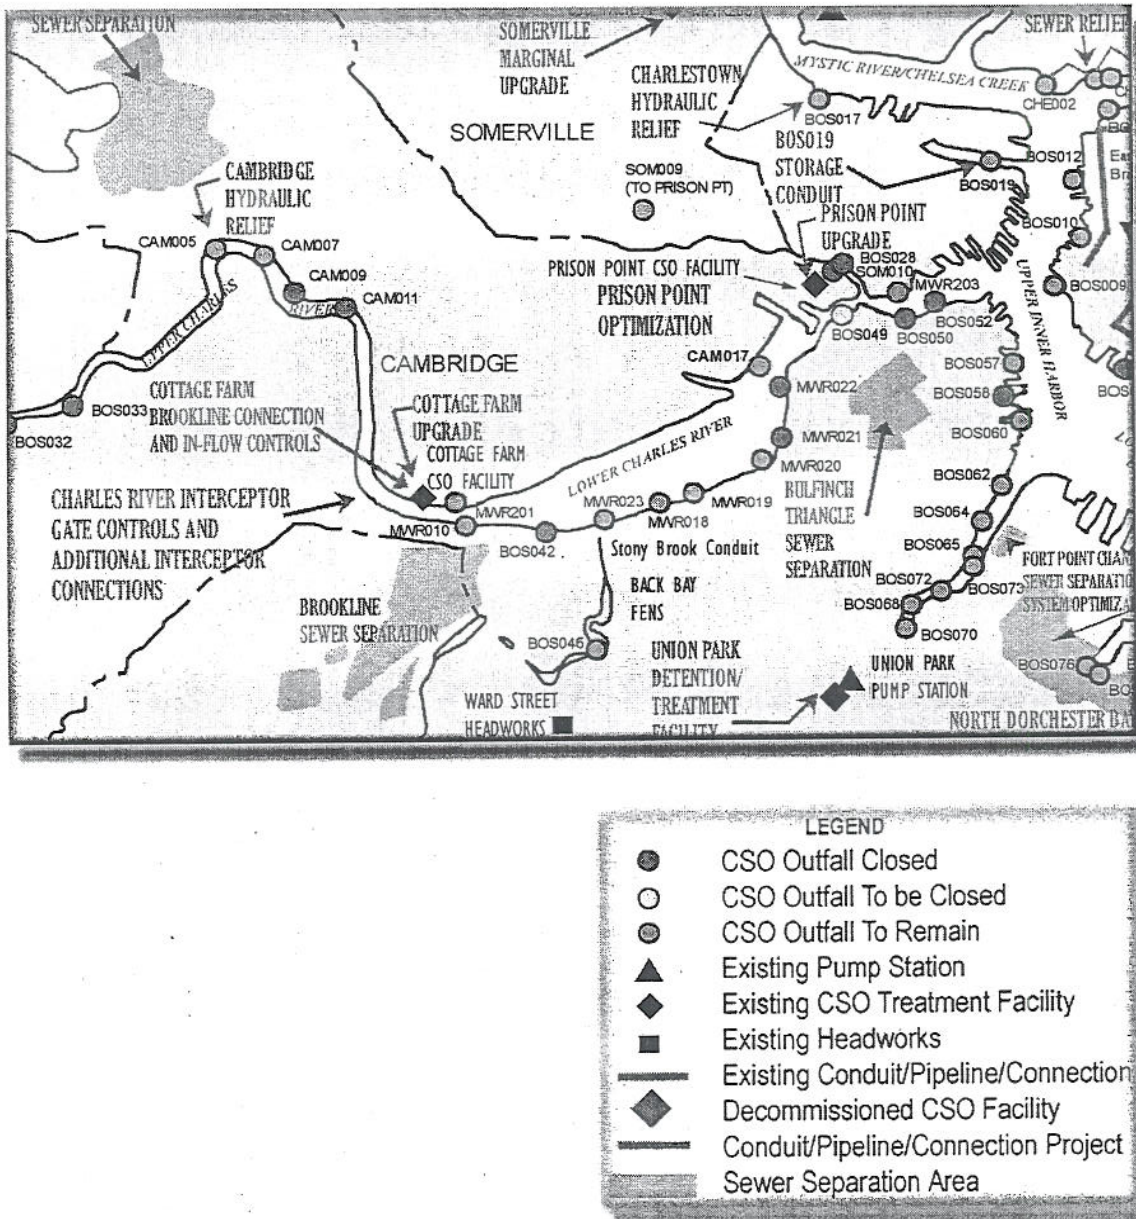 SEWER SEPARATION
SOMERVILLE
MARGINAL
UPGRADE
SOMERVILLE
CHARLESTOWN
HYDRAULIC
RELIEF
MYSTIC RIVER/CHELSEA CREEK
SEWER RELIEF
CHE002
BOS017
BOS019
STORAGE
CONDUIT
BOS019
BOS012
SOM009
(TO PRISON PT)
CAMBRIDGE
HYDRAULIC
RELIEF
PRISON POINT
UPGRADE
BOS010
CAM005
CAM007
CAM009
CAM011
UPPER CHARLES
RIVER
BOS028
SOM010
PRISON POINT CSO FACILITY
PRISON POINT
OPTIMIZATION
MWR203
BOS052
BOS049
BOS050
UPPER INNER HARBOR
BOS009
CAMBRIDGE
CAM017
MWR022
BOS057
BOS058
BOS060
BOS033
BOS032
COTTAGE FARM
BROOKLINE CONNECTION
AND IN-FLOW CONTROLS
COTTAGE FARM
UPGRADE
COTTAGE FARM
CSO FACILITY
LOWER CHARLES RIVER
MWR021
MWR020
BULFINCH
TRIANGLE
SEWER
SEPARATION
BOS062
BOS064
BOS065
CHARLES RIVER INTERCEPTOR
GATE CONTROLS AND
ADDITIONAL INTERCEPTOR
CONNECTIONS
MWR201
MWR010
BOS042
MWR023
MWR018
MWR019
Stony Brook Conduit
BACK BAY
FENS
BOS072
BOS073
BOS068
BOS070
FORT POINT
SEWER SEPARATION
SYSTEM
BROOKLINE
SEWER SEPARATION
BOS046
UNION PARK
DETENTION/
TREATMENT
FACILITY
UNION PARK
PUMP STATION
BOS076
WARD STREET
HEADWORKS
NORTH DORCHESTER BAY
LEGEND
CSO Outfall Closed
CSO Outfall To be Closed
CSO Outfall To Remain
Existing Pump Station
Existing CSO Treatment Facility
Existing Headworks
Existing Conduit/Pipeline/Connection
Decommissioned CSO Facility
Conduit/Pipeline/Connection Project
Sewer Separation Area